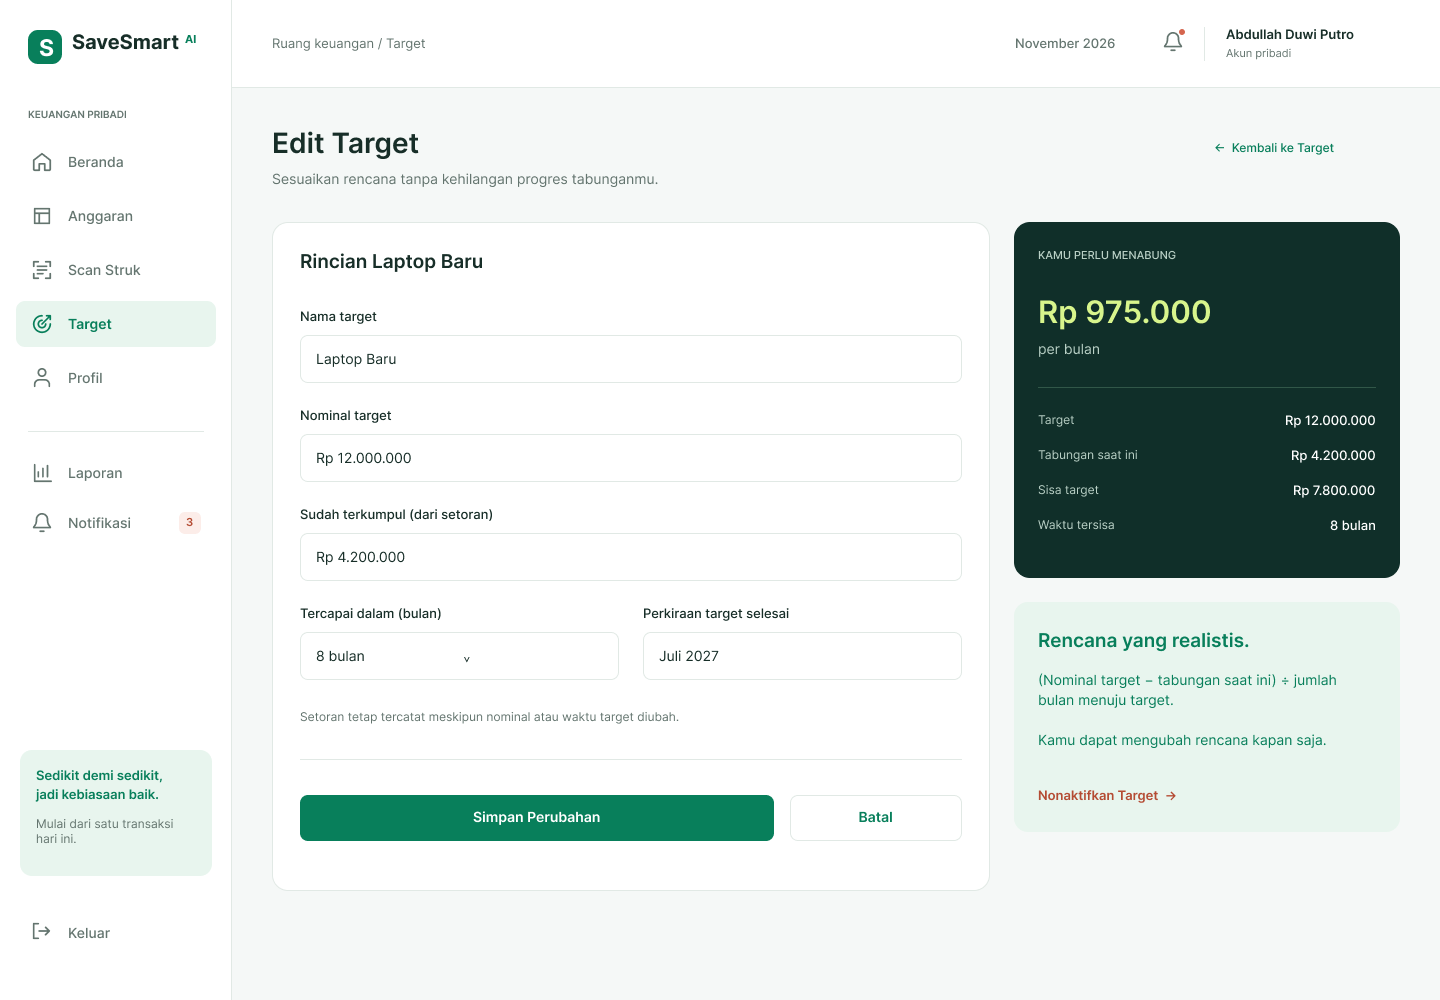 S SaveSmart AI
KEUANGAN PRIBADI
Beranda
Anggaran
Scan Struk
Target
Profil
Laporan
Notifikasi 3
Sedikit demi sedikit,
jadi kebiasaan baik.
Mulai dari satu transaksi
hari ini.
Keluar
Ruang keuangan / Target
November 2026
Abdullah Duwi Putro
Akun pribadi
Edit Target
Sesuaikan rencana tanpa kehilangan progres tabunganmu.
← Kembali ke Target
Rincian Laptop Baru
Nama target
Laptop Baru
Nominal target
Rp 12.000.000
Sudah terkumpul (dari setoran)
Rp 4.200.000
Tercapai dalam (bulan)
8 bulan
Perkiraan target selesai
Juli 2027
Setoran tetap tercatat meskipun nominal atau waktu target diubah.
Simpan Perubahan
Batal
KAMU PERLU MENABUNG
Rp 975.000
per bulan
Target Rp 12.000.000
Tabungan saat ini Rp 4.200.000
Sisa target Rp 7.800.000
Waktu tersisa 8 bulan
Rencana yang realistis.
(Nominal target − tabungan saat ini) ÷ jumlah
bulan menuju target.
Kamu dapat mengubah rencana kapan saja.
Nonaktifkan Target →